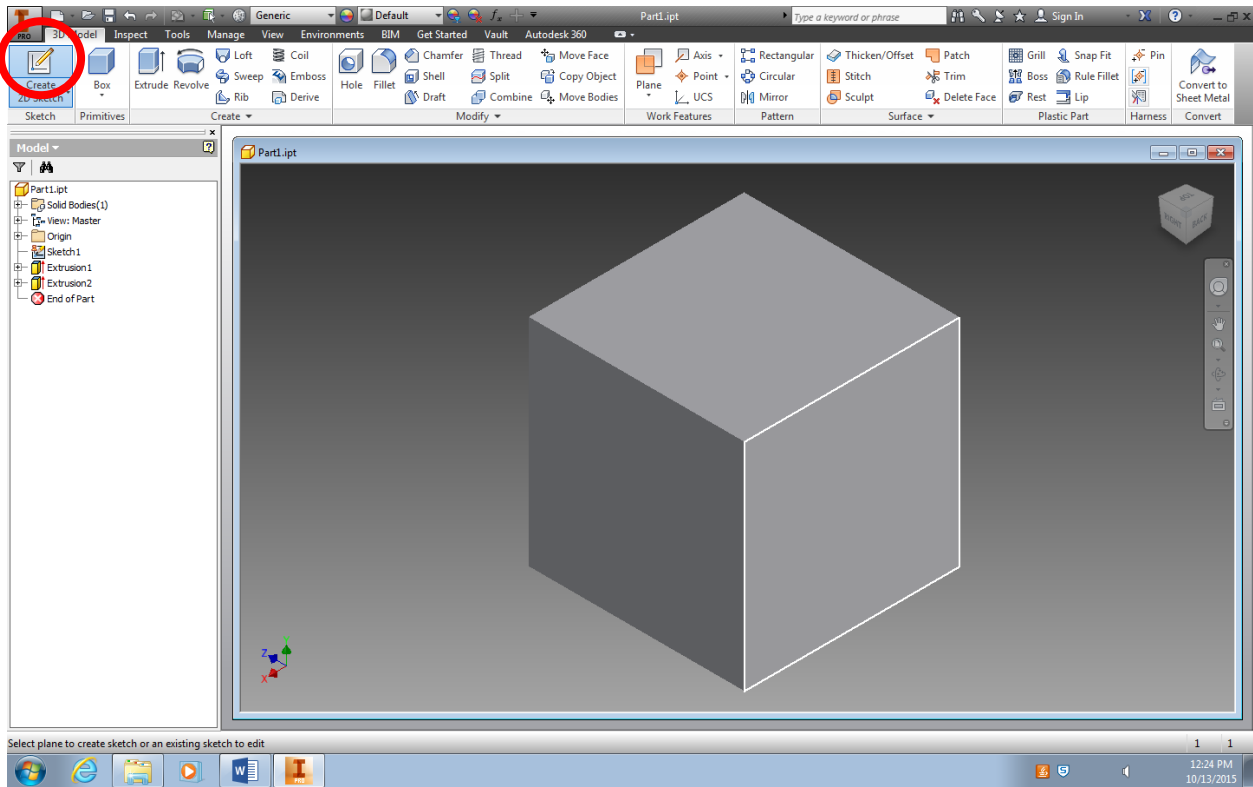 PRO
Generic
Default
fx
Part1.ipt
Type a keyword or phrase
Sign In
3D Model Inspect Tools Manage View Environments BIM Get Started Vault Autodesk 360
Create 2D Sketch
Box
Extrude Revolve
Loft Coil
Sweep Emboss
Rib Derive
Hole Fillet
Chamfer Thread Move Face
Shell Split Copy Object
Draft Combine Move Bodies
Plane
Axis
Point
UCS
Rectangular
Circular
Mirror
Thicken/Offset Patch
Stitch Trim
Sculpt Delete Face
Grill Snap Fit
Boss Rule Fillet
Rest Lip
Pin
Convert to Sheet Metal
Sketch Primitives Create Modify Work Features Pattern Surface Plastic Part Harness Convert
Model
Part1.ipt
Solid Bodies(1)
View: Master
Origin
Sketch1
Extrusion1
Extrusion2
End of Part
Part1.ipt
RIGHT BACK
Y
Z
X
Select plane to create sketch or an existing sketch to edit
1 1
W
PRO
12:24 PM
10/13/2015